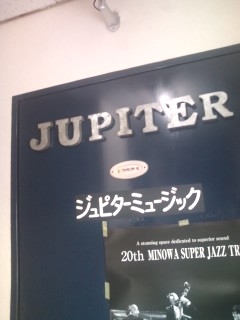 JUPITER
ジュピターミュージック
A stunning space dedicated to superior sound
20th MINOWA SUPER JAZZ TR